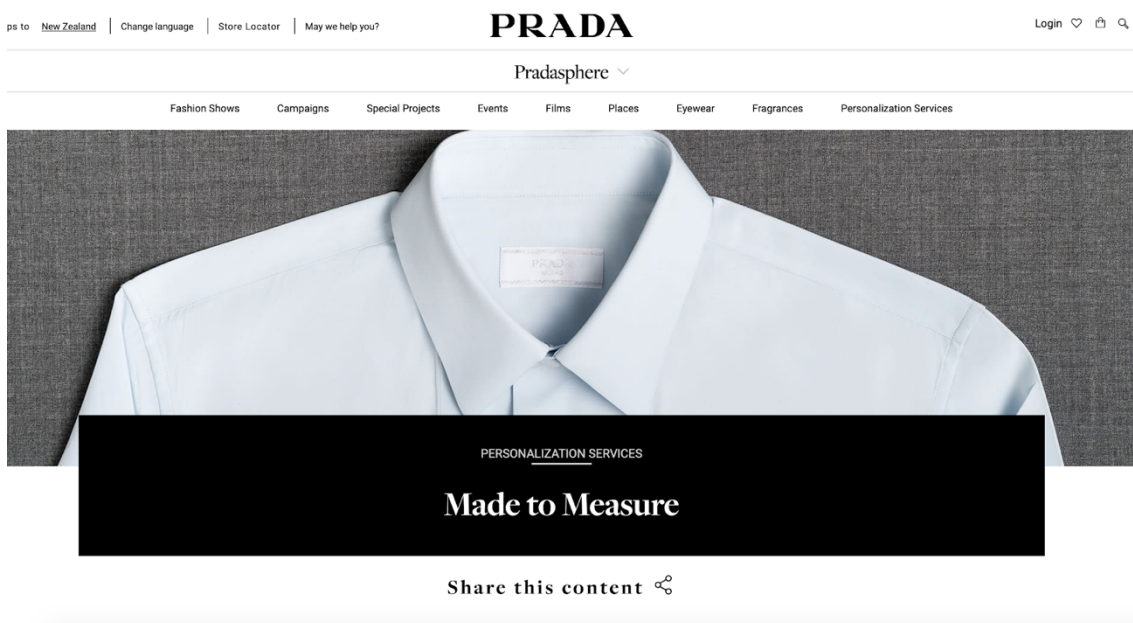 ps to New Zealand Change language Store Locator May we help you? PRADA Login
Pradasphere
Fashion Shows Campaigns Special Projects Events Films Places Eyewear Fragrances Personalization Services
PRADA
PERSONALIZATION SERVICES
Made to Measure
Share this content